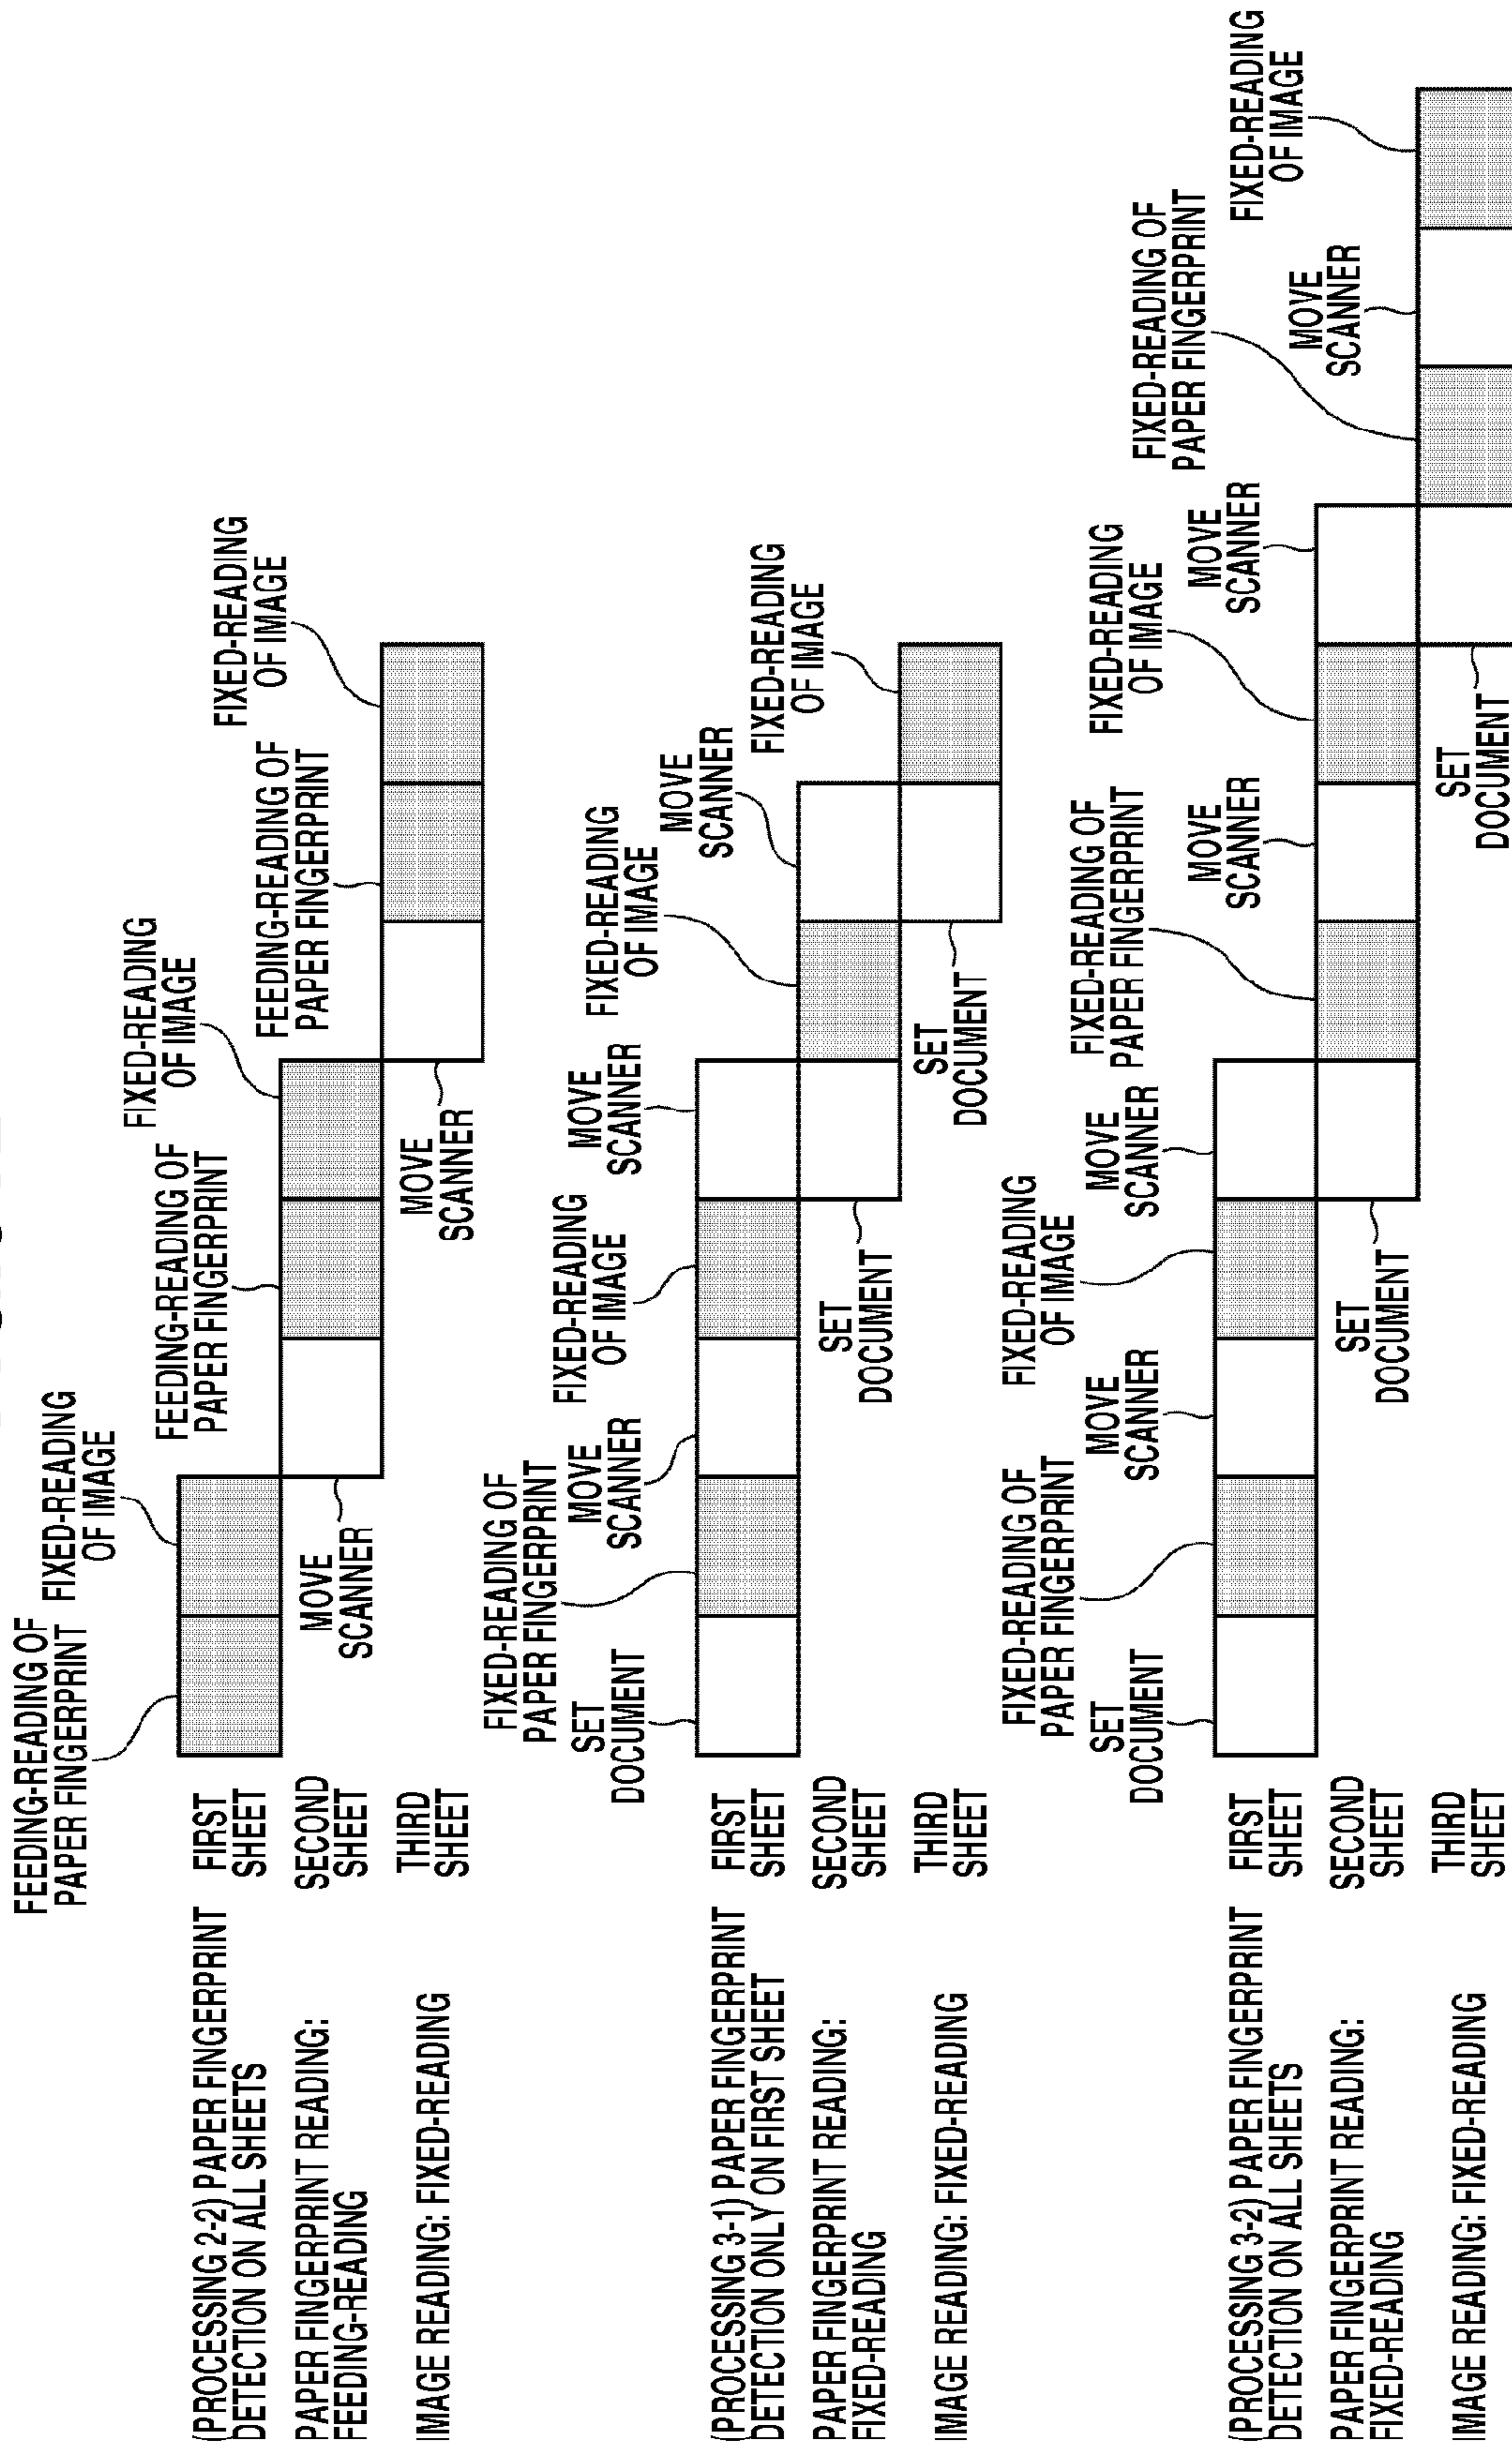 (PROCESSING 2-2) PAPER FINGERPRINT
DETECTION ON ALL SHEETS
PAPER FINGERPRINT READING:
FEEDING-READING
IMAGE READING: FIXED-READING
FIRST
SHEET
SECOND
SHEET
THIRD
SHEET
FEEDING-READING OF
PAPER FINGERPRINT
FIXED-READING
OF IMAGE
MOVE
SCANNER
FEEDING-READING OF
PAPER FINGERPRINT
FIXED-READING
OF IMAGE
MOVE
SCANNER
FEEDING-READING OF
PAPER FINGERPRINT
FIXED-READING
OF IMAGE
(PROCESSING 3-1) PAPER FINGERPRINT
DETECTION ONLY ON FIRST SHEET
PAPER FINGERPRINT READING:
FIXED-READING
IMAGE READING: FIXED-READING
FIRST
SHEET
SECOND
SHEET
THIRD
SHEET
SET
DOCUMENT
FIXED-READING OF
PAPER FINGERPRINT
MOVE
SCANNER
FIXED-READING
OF IMAGE
MOVE
SCANNER
SET
DOCUMENT
FIXED-READING
OF IMAGE
MOVE
SCANNER
SET
DOCUMENT
FIXED-READING
OF IMAGE
(PROCESSING 3-2) PAPER FINGERPRINT
DETECTION ON ALL SHEETS
PAPER FINGERPRINT READING:
FIXED-READING
IMAGE READING: FIXED-READING
FIRST
SHEET
SECOND
SHEET
THIRD
SHEET
SET
DOCUMENT
FIXED-READING OF
PAPER FINGERPRINT
MOVE
SCANNER
FIXED-READING
OF IMAGE
MOVE
SCANNER
SET
DOCUMENT
FIXED-READING OF
PAPER FINGERPRINT
MOVE
SCANNER
FIXED-READING
OF IMAGE
MOVE
SCANNER
SET
DOCUMENT
FIXED-READING OF
PAPER FINGERPRINT
MOVE
SCANNER
FIXED-READING
OF IMAGE